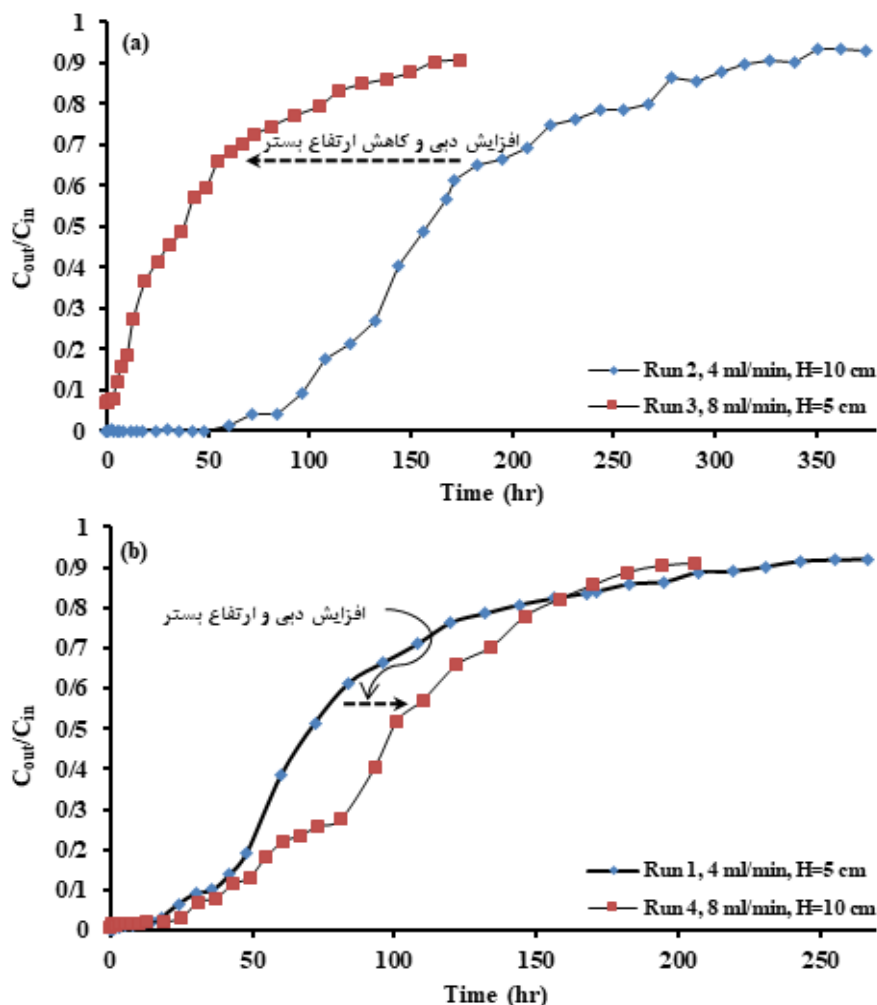 (a)
C_out/C_in
1
0/9
0/8
0/7
0/6
0/5
0/4
0/3
0/2
0/1
0
افزایش دبی و کاهش ارتفاع بستر
Run 2, 4 ml/min, H=10 cm
Run 3, 8 ml/min, H=5 cm
0 50 100 150 200 250 300 350
Time (hr)
(b)
C_out/C_in
1
0/9
0/8
0/7
0/6
0/5
0/4
0/3
0/2
0/1
0
افزایش دبی و ارتفاع بستر
Run 1, 4 ml/min, H=5 cm
Run 4, 8 ml/min, H=10 cm
0 50 100 150 200 250
Time (hr)